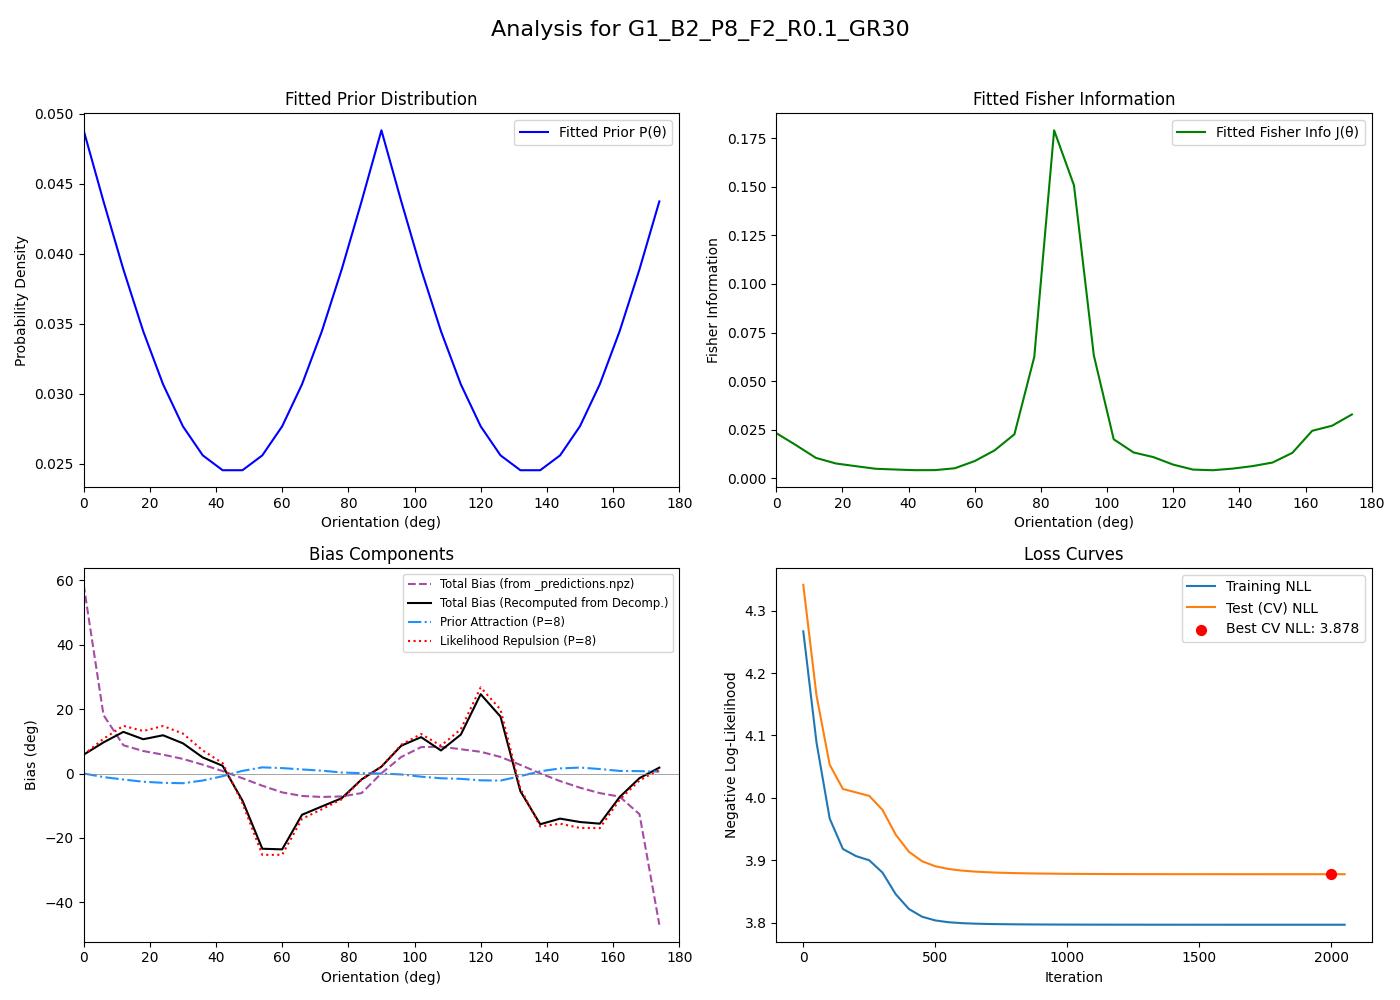 Analysis for G1_B2_P8_F2_R0.1_GR30
Fitted Prior Distribution
Fitted Prior P(θ)
Probability Density
0.050
0.045
0.040
0.035
0.030
0.025
0 20 40 60 80 100 120 140 160 180
Orientation (deg)
Fitted Fisher Information
Fitted Fisher Info J(θ)
Fisher Information
0.175
0.150
0.125
0.100
0.075
0.050
0.025
0.000
0 20 40 60 80 100 120 140 160 180
Orientation (deg)
Bias Components
Total Bias (from _predictions.npz)
Total Bias (Recomputed from Decomp.)
Prior Attraction (P=8)
Likelihood Repulsion (P=8)
Bias (deg)
60
40
20
0
−20
−40
0 20 40 60 80 100 120 140 160 180
Orientation (deg)
Loss Curves
Training NLL
Test (CV) NLL
Best CV NLL: 3.878
Negative Log-Likelihood
4.3
4.2
4.1
4.0
3.9
3.8
0 500 1000 1500 2000
Iteration